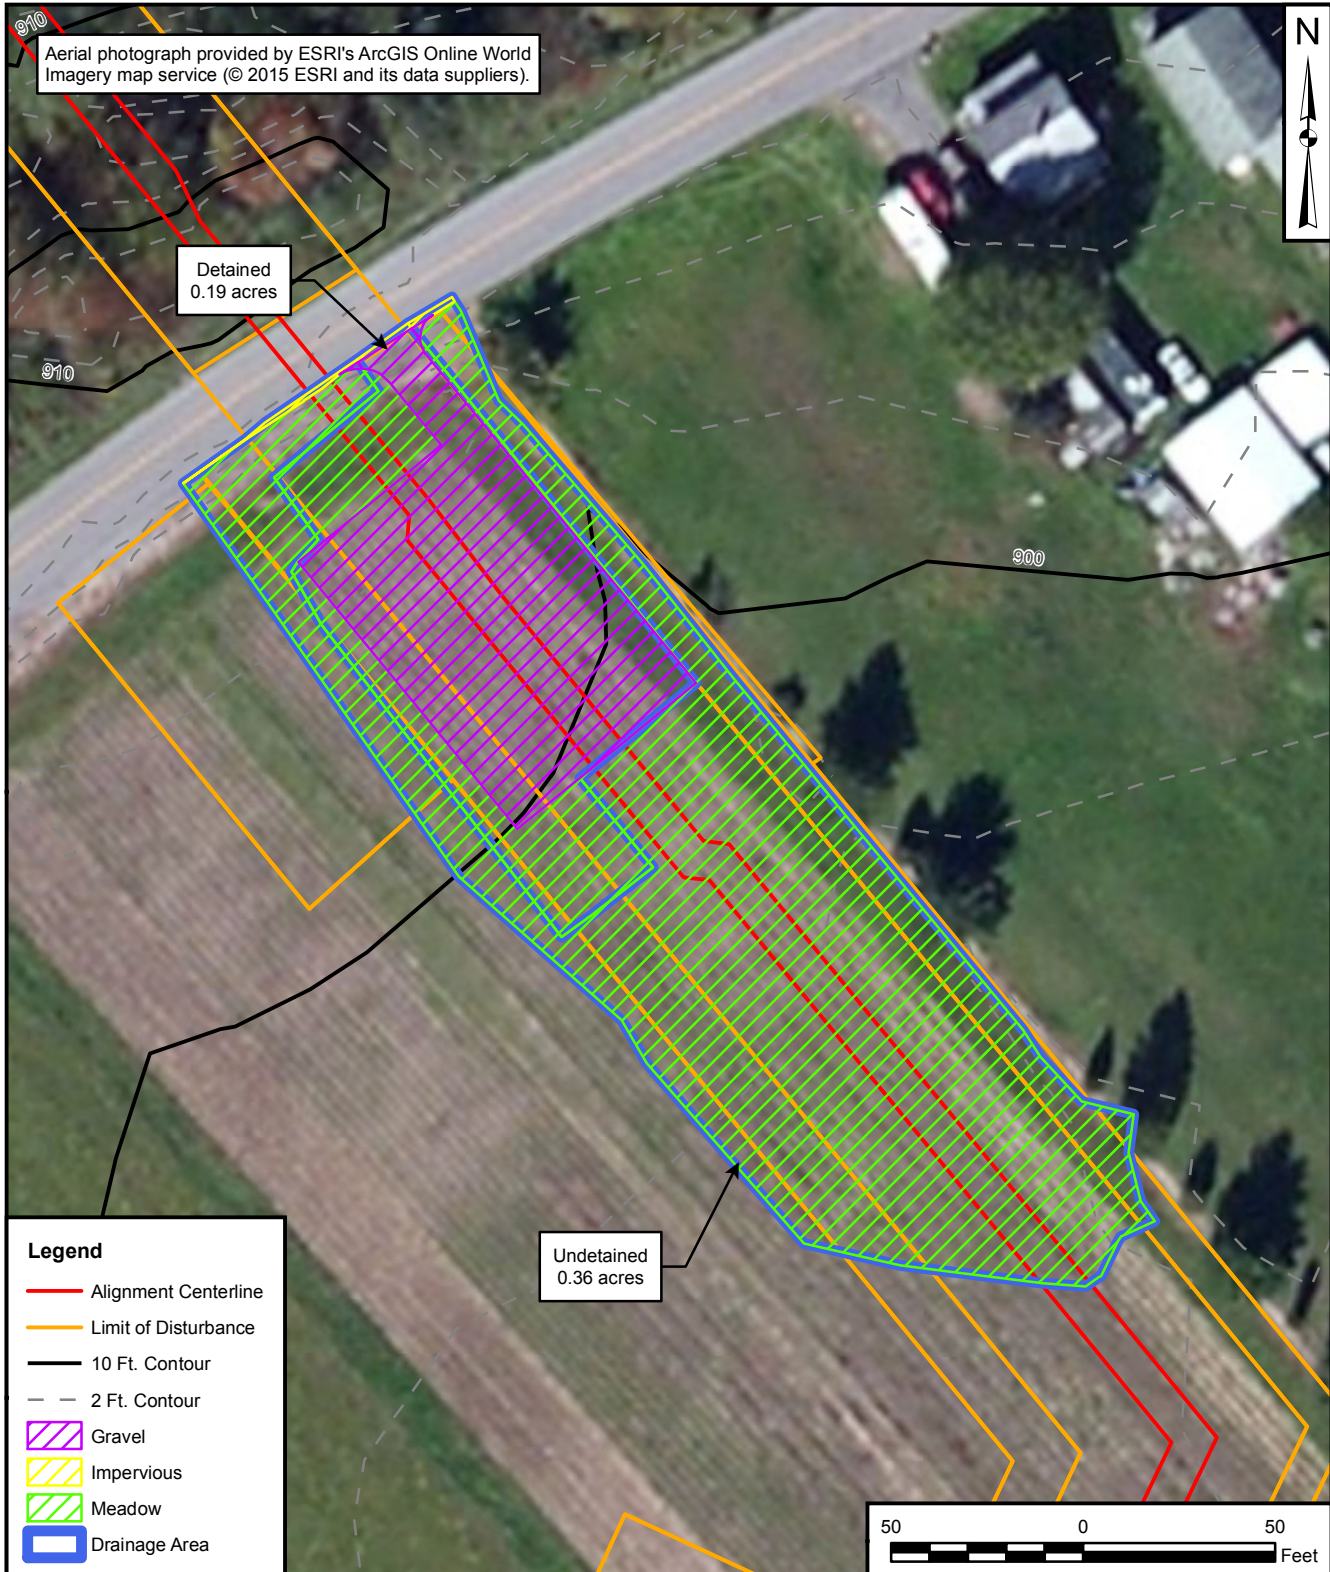 910
Aerial photograph provided by ESRI's ArcGIS Online World
Imagery map service (© 2015 ESRI and its data suppliers).
N
Detained
0.19 acres
910
900
Undetained
0.36 acres
Legend
Alignment Centerline
Limit of Disturbance
10 Ft. Contour
2 Ft. Contour
Gravel
Impervious
Meadow
Drainage Area
50 0 50
Feet